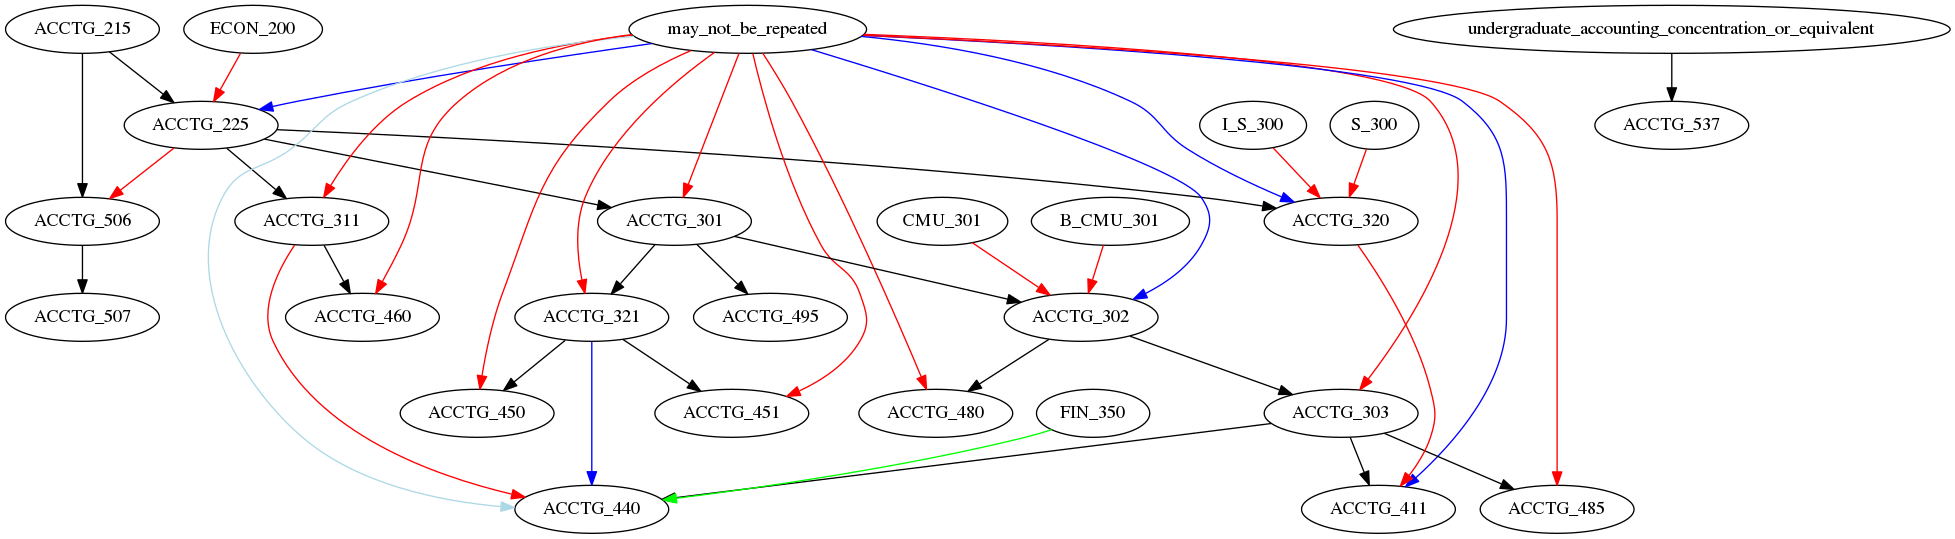 ACCTG_215
ECON_200
may_not_be_repeated
undergraduate_accounting_concentration_or_equivalent
ACCTG_225
I_S_300
S_300
ACCTG_537
ACCTG_506
ACCTG_311
ACCTG_301
CMU_301
B_CMU_301
ACCTG_320
ACCTG_507
ACCTG_460
ACCTG_321
ACCTG_495
ACCTG_302
ACCTG_450
ACCTG_451
ACCTG_480
FIN_350
ACCTG_303
ACCTG_440
ACCTG_411
ACCTG_485